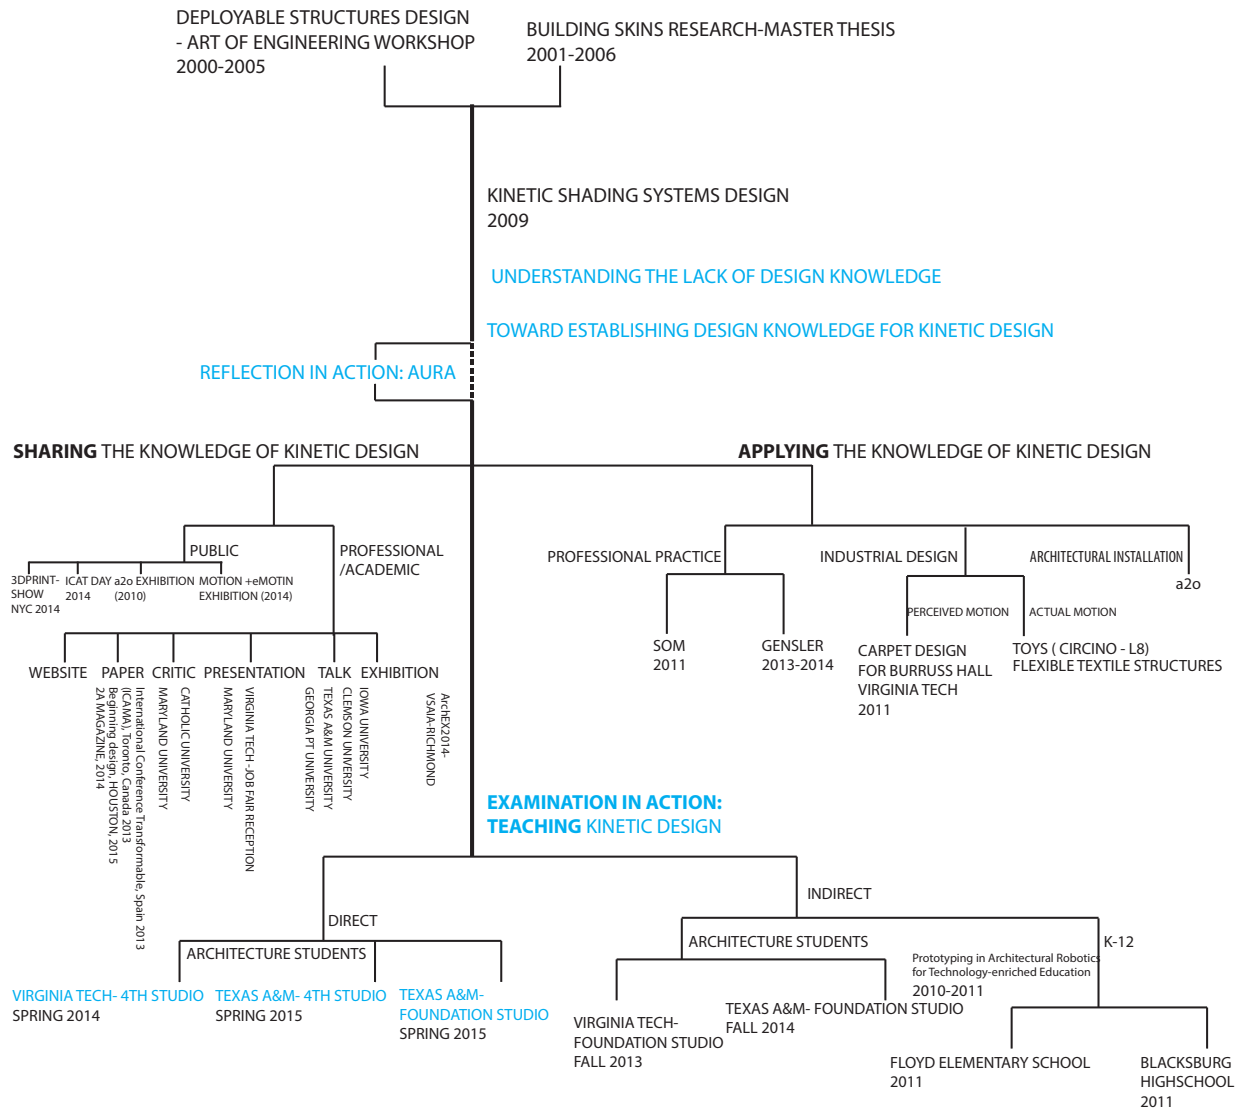 DEPLOYABLE STRUCTURES DESIGN
- ART OF ENGINEERING WORKSHOP
2000-2005
BUILDING SKINS RESEARCH-MASTER THESIS
2001-2006
KINETIC SHADING SYSTEMS DESIGN
2009
UNDERSTANDING THE LACK OF DESIGN KNOWLEDGE
TOWARD ESTABLISHING DESIGN KNOWLEDGE FOR KINETIC DESIGN
REFLECTION IN ACTION: AURA
SHARING THE KNOWLEDGE OF KINETIC DESIGN
APPLYING THE KNOWLEDGE OF KINETIC DESIGN
PUBLIC
PROFESSIONAL
/ACADEMIC
3DPRINT-
SHOW
NYC 2014
ICAT DAY
2014
a2o EXHIBITION
(2010)
MOTION +eMOTIN
EXHIBITION (2014)
WEBSITE
PAPER
CRITIC
PRESENTATION
TALK
EXHIBITION
International Conference Transformable, Spain 2013
(ICAMA), Toronto, Canada 2013
Beginning design, HOUSTON, 2015
2A MAGAZINE, 2014
CATHOLIC UNIVERSITY
MARYLAND UNIVERSITY
VIRGINIA TECH -JOB FAIR RECEPTION
MARYLAND UNIVERSITY
IOWA UNIVERSITY
CLEMSON UNIVERSITY
TEXAS A&M UNIVERSITY
GEORGIA PT UNIVERSITY
ArchEX2014-
VSAIA-RICHMOND
PROFESSIONAL PRACTICE
INDUSTRIAL DESIGN
ARCHITECTURAL INSTALLATION
a2o
PERCEIVED MOTION
ACTUAL MOTION
SOM
2011
GENSLER
2013-2014
CARPET DESIGN
FOR BURRUSS HALL
VIRGINIA TECH
2011
TOYS ( CIRCINO - L8)
FLEXIBLE TEXTILE STRUCTURES
EXAMINATION IN ACTION:
TEACHING KINETIC DESIGN
DIRECT
INDIRECT
ARCHITECTURE STUDENTS
ARCHITECTURE STUDENTS
K-12
Prototyping in Architectural Robotics
for Technology-enriched Education
2010-2011
VIRGINIA TECH- 4TH STUDIO
SPRING 2014
TEXAS A&M- 4TH STUDIO
SPRING 2015
TEXAS A&M-
FOUNDATION STUDIO
SPRING 2015
VIRGINIA TECH-
FOUNDATION STUDIO
FALL 2013
TEXAS A&M- FOUNDATION STUDIO
FALL 2014
FLOYD ELEMENTARY SCHOOL
2011
BLACKSBURG
HIGHSCHOOL
2011